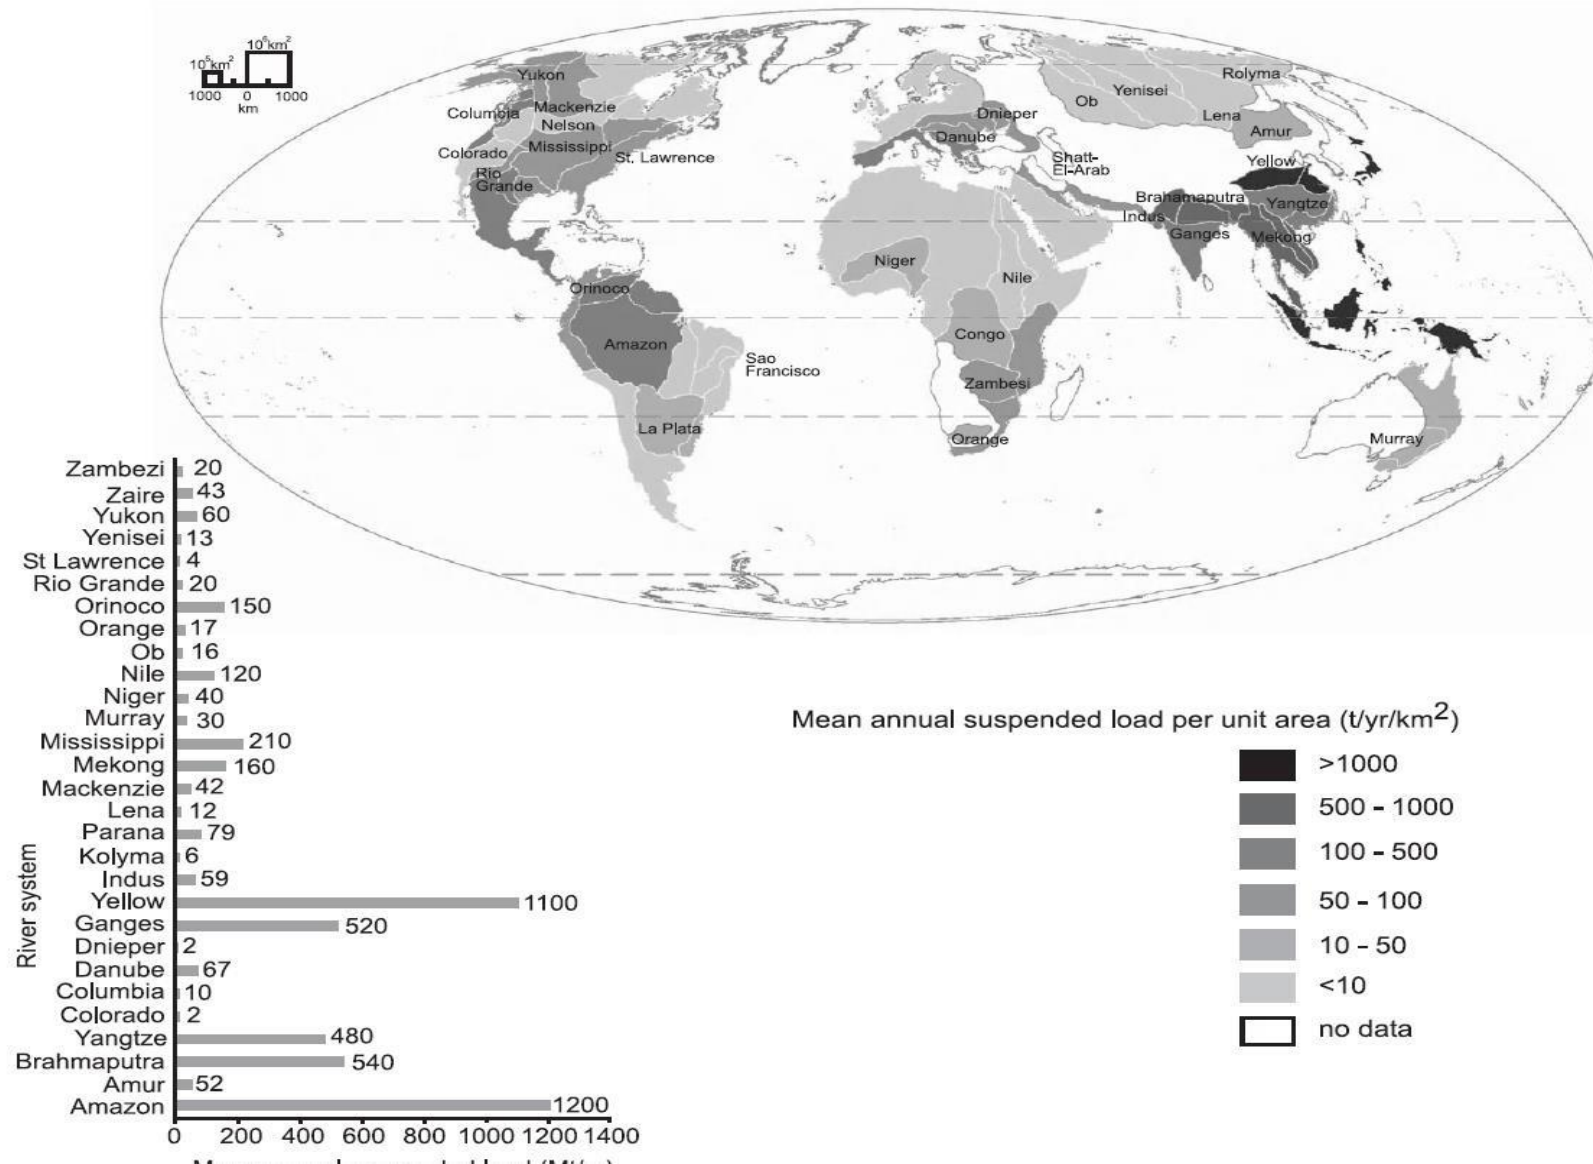 10⁶km²
10⁵km²
1000 0 1000
km
Yukon
Rolyma
Yenisei
Ob
Columbia
Mackenzie
Dnieper
Lena
Nelson
Amur
Danube
Mississippi
Colorado
St. Lawrence
Shatt-
El-Arab
Yellow
Rio
Grande
Brahamaputra
Yangtze
Indus
Ganges
Mekong
Niger
Nile
Orinoco
Congo
Amazon
Sao
Francisco
Zambesi
La Plata
Orange
Murray
Zambezi 20
Zaire 43
Yukon 60
Yenisei 13
St Lawrence 4
Rio Grande 20
Orinoco 150
Orange 17
Ob 16
Nile 120
Niger 40
Murray 30
Mississippi 210
Mekong 160
Mackenzie 42
Lena 12
Parana 79
Kolyma 6
Indus 59
Yellow 1100
Ganges 520
Dnieper 2
Danube 67
Columbia 10
Colorado 2
Yangtze 480
Brahmaputra 540
Amur 52
Amazon 1200
River system
0 200 400 600 800 1000 1200 1400
Mean annual suspended load per unit area (t/yr/km²)
>1000
500 - 1000
100 - 500
50 - 100
10 - 50
<10
no data